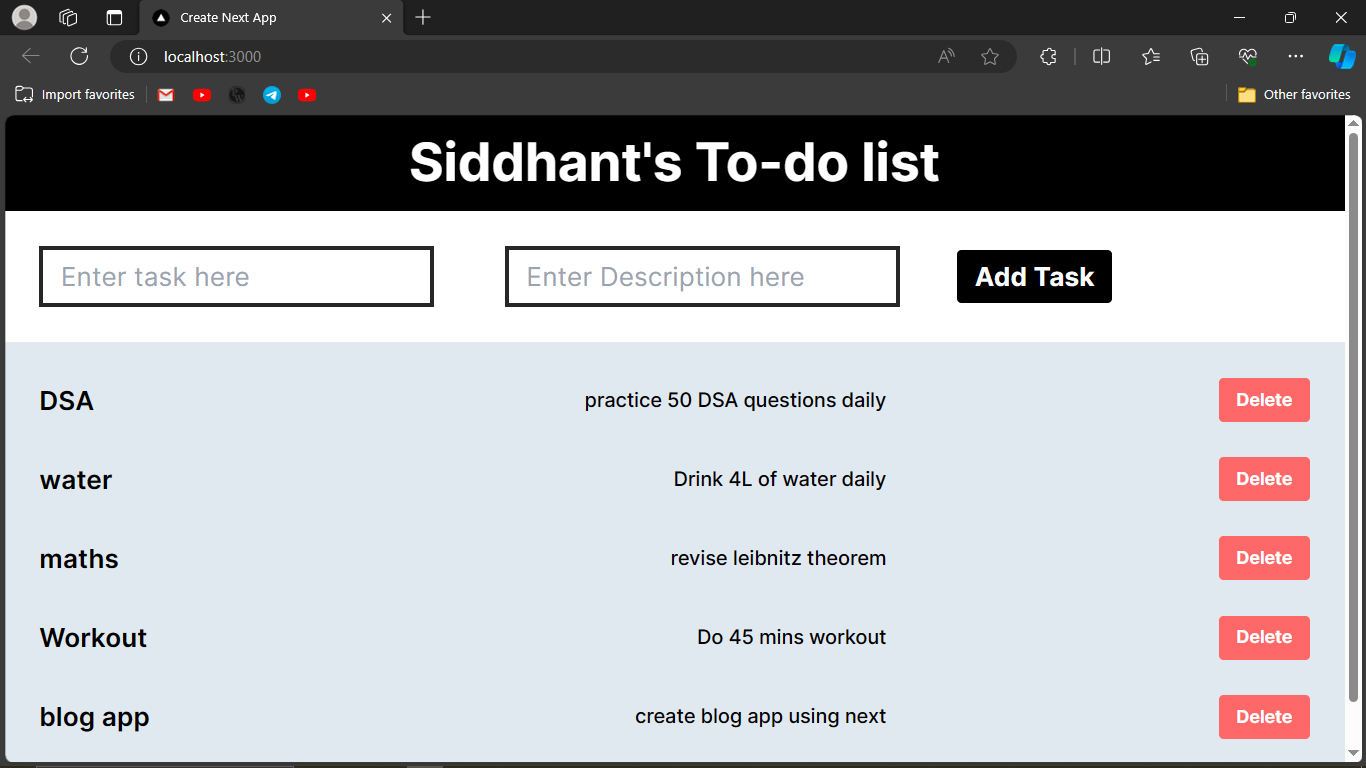 Create Next App
localhost:3000
Import favorites
Other favorites
Siddhant's To-do list
Enter task here Enter Description here Add Task
DSA practice 50 DSA questions daily Delete
water Drink 4L of water daily Delete
maths revise leibnitz theorem Delete
Workout Do 45 mins workout Delete
blog app create blog app using next Delete